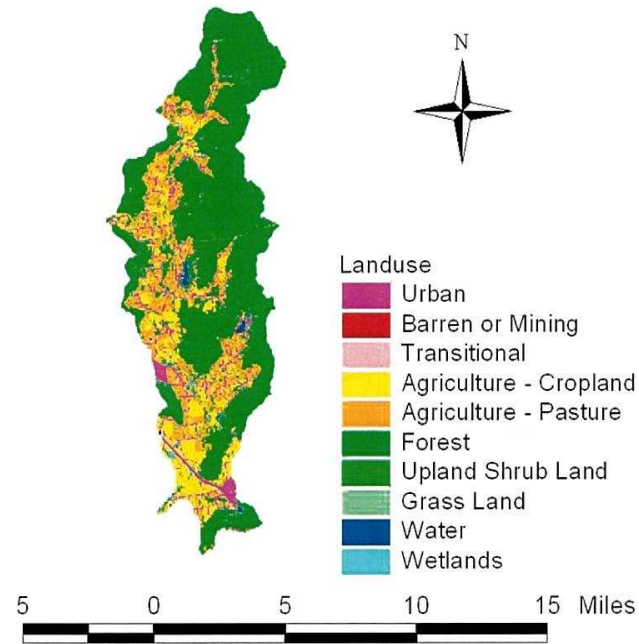 N
Landuse
Urban
Barren or Mining
Transitional
Agriculture - Cropland
Agriculture - Pasture
Forest
Upland Shrub Land
Grass Land
Water
Wetlands
5 0 5 10 15 Miles